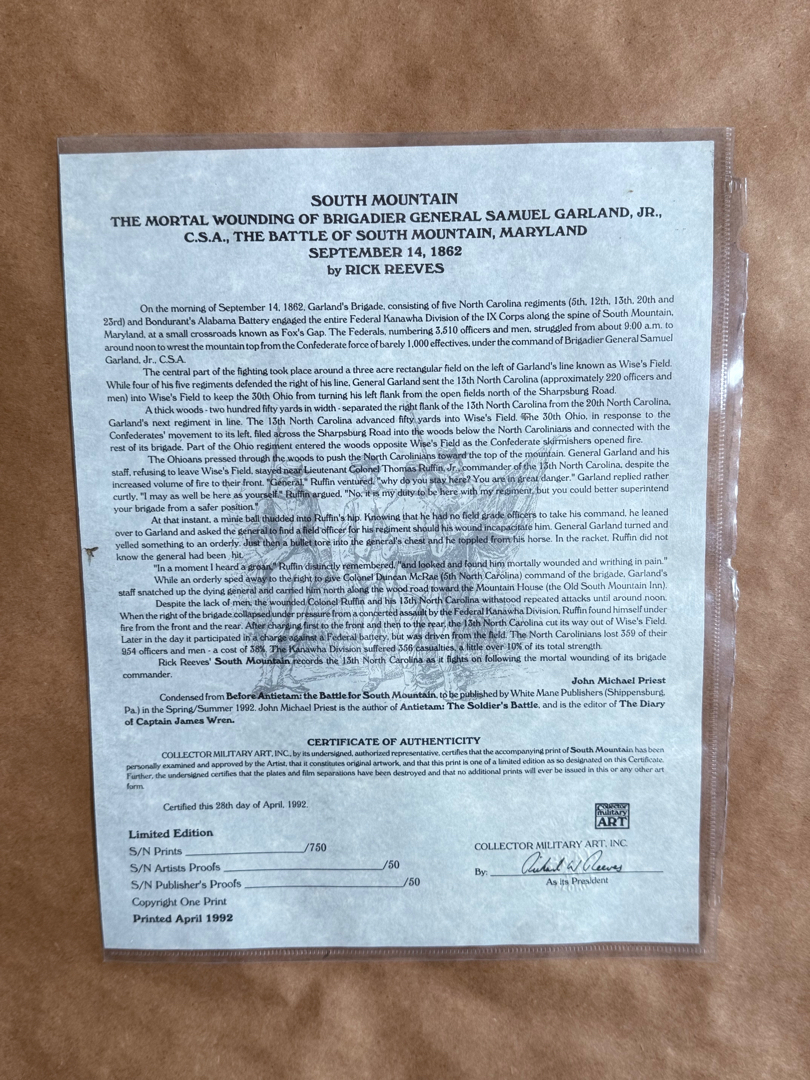 SOUTH MOUNTAIN
THE MORTAL WOUNDING OF BRIGADIER GENERAL SAMUEL GARLAND, JR.,
C.S.A., THE BATTLE OF SOUTH MOUNTAIN, MARYLAND
SEPTEMBER 14, 1862
by RICK REEVES
On the morning of September 14, 1862, Garland's Brigade, consisting of five North Carolina regiments (5th, 12th, 13th, 20th and
23rd) and Bondurant's Alabama Battery engaged the entire Federal Kanawha Division of the IX Corps along the spine of South Mountain,
Maryland, at a small crossroads known as Fox's Gap. The Federals, numbering 3,510 officers and men, struggled from about 9:00 a.m. to
around noon to wrest the mountain top from the Confederate force of barely 1,000 effectives, under the command of Brigadier General Samuel
Garland, Jr., C.S.A.
The central part of the fighting took place around a three acre rectangular field on the left of Garland's line known as Wise's Field.
While four of his five regiments defended the right of his line, General Garland sent the 13th North Carolina (approximately 220 officers and
men) into Wise's Field to keep the 30th Ohio from turning his left flank from the open fields north of the Sharpsburg Road.
A thick woods - two hundred fifty yards in width - separated the right flank of the 13th North Carolina from the 20th North Carolina,
Garland's next regiment in line. The 13th North Carolina advanced fifty yards into Wise's Field. The 30th Ohio, in response to the
Confederates' movement to its left, filed across the Sharpsburg Road into the woods below the North Carolinians and connected with the
rest of its brigade. Part of the Ohio regiment entered the woods opposite Wise's Field as the Confederate skirmishers opened fire.
The Ohioans pressed through the woods to push the North Carolinians toward the top of the mountain. General Garland and his
staff, refusing to leave Wise's Field, stayed near Lieutenant Colonel Thomas Ruffin, Jr., commander of the 13th North Carolina, despite the
increased volume of fire to their front. "General," Ruffin ventured, "why do you stay here? You are in great danger." Garland replied rather
curtly, "I may as well be here as yourself." Ruffin argued, "No, it is my duty to be here with my regiment, but you could better superintend
your brigade from a safer position."
At that instant, a minie ball thudded into Ruffin's hip. Knowing that he had no field grade officers to take his command, he leaned
over to Garland and asked the general to find a field officer for his regiment should his wound incapacitate him. General Garland turned and
yelled something to an orderly. Just then a bullet tore into the general's chest and he toppled from his horse. In the racket, Ruffin did not
know the general had been hit.
"In a moment I heard a groan," Ruffin distinctly remembered, "and looked and found him mortally wounded and writhing in pain."
While an orderly sped away to the right to give Colonel Duncan McRae (5th North Carolina) command of the brigade, Garland's
staff snatched up the dying general and carried him north along the wood road toward the Mountain House (the Old South Mountain Inn).
Despite the lack of men, the wounded Colonel Ruffin and his 13th North Carolina withstood repeated attacks until around noon.
When the right of the brigade collapsed under pressure from a concerted assault by the Federal Kanawha Division, Ruffin found himself under
fire from the front and the rear. After charging first to the front and then to the rear, the 13th North Carolina cut its way out of Wise's Field.
Later in the day it participated in a charge against a Federal battery, but was driven from the field. The North Carolinians lost 359 of their
954 officers and men - a cost of 38%. The Kanawha Division suffered 356 casualties, a little over 10% of its total strength.
Rick Reeves' South Mountain records the 13th North Carolina as it fights on following the mortal wounding of its brigade
commander.
John Michael Priest
Condensed from Before Antietam: the Battle for South Mountain, to be published by White Mane Publishers (Shippensburg,
Pa.) in the Spring/Summer 1992. John Michael Priest is the author of Antietam: The Soldier's Battle, and is the editor of The Diary
of Captain James Wren.
CERTIFICATE OF AUTHENTICITY
COLLECTOR MILITARY ART, INC., by its undersigned, authorized representative, certifies that the accompanying print of South Mountain has been
personally examined and approved by the Artist, that it constitutes original artwork, and that this print is one of a limited edition as so designated on this Certificate.
Further, the undersigned certifies that the plates and film separations have been destroyed and that no additional prints will ever be issued in this or any other art
form.
Certified this 28th day of April, 1992.
Collector
military
ART
Limited Edition
S/N Prints ____________/750
S/N Artists Proofs ____________/50
S/N Publisher's Proofs ____________/50
Copyright One Print
Printed April 1992
COLLECTOR MILITARY ART, INC.
By: Richard W Reeves
As its President